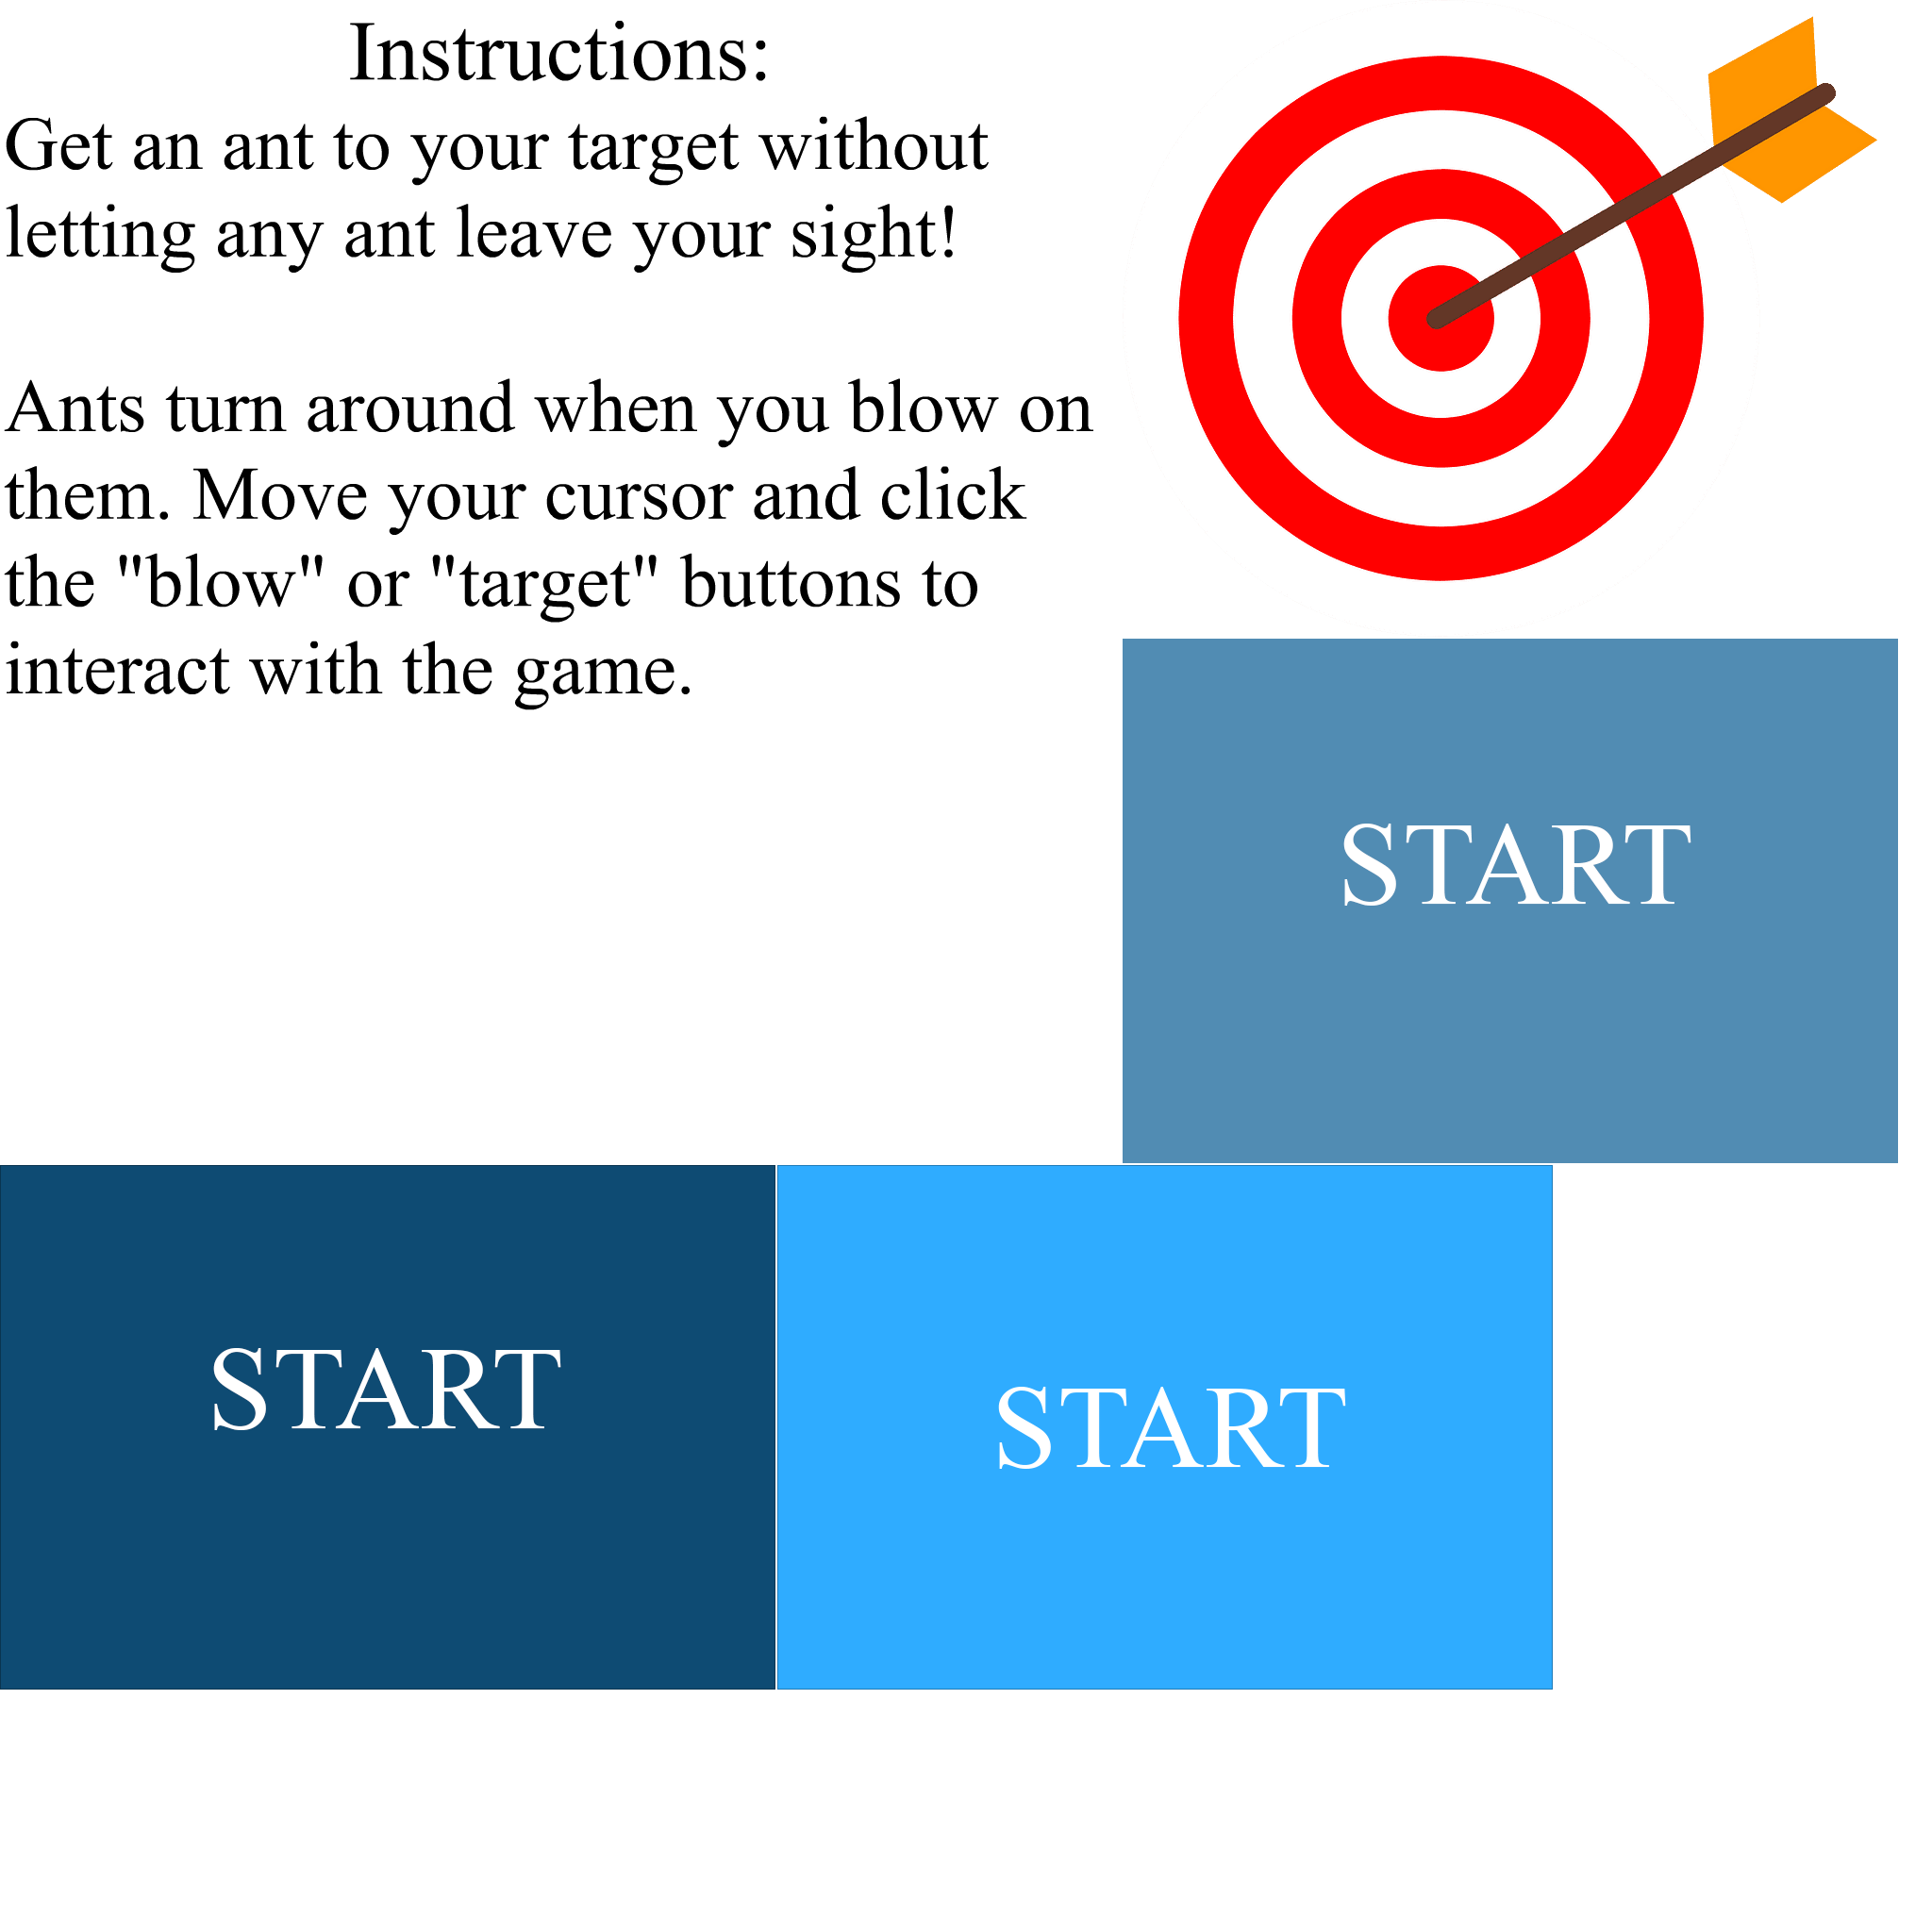 Instructions:
Get an ant to your target without
letting any ant leave your sight!
Ants turn around when you blow on
them. Move your cursor and click
the "blow" or "target" buttons to
interact with the game.
START
START
START